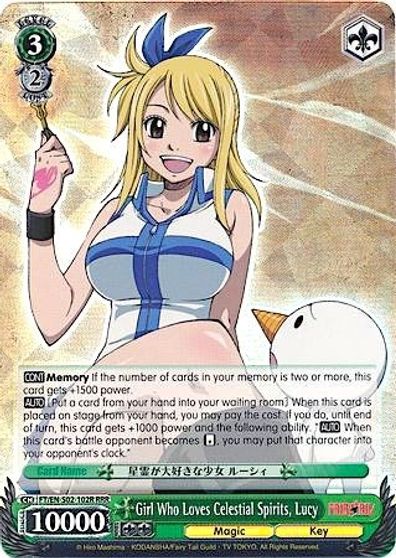 LEVEL
3
2
COST
CONT Memory If the number of cards in your memory is two or more, this
card gets +1500 power.
AUTO [Put a card from your hand into your waiting room] When this card is
placed on stage from your hand, you may pay the cost. If you do, until end
of turn, this card gets +1000 power and the following ability. "AUTO When
this card's battle opponent becomes [ ], you may put that character into
your opponent's clock."
Card Name 星霊が大好きな少女 ルーシィ
FT/EN-S02-102R RRR
Girl Who Loves Celestial Spirits, Lucy
FAIRY TAIL
10000
Magic Key
© Hiro Mashima・KODANSHA/Fairy Tail Guild・TV TOKYO. All Rights Reserved.